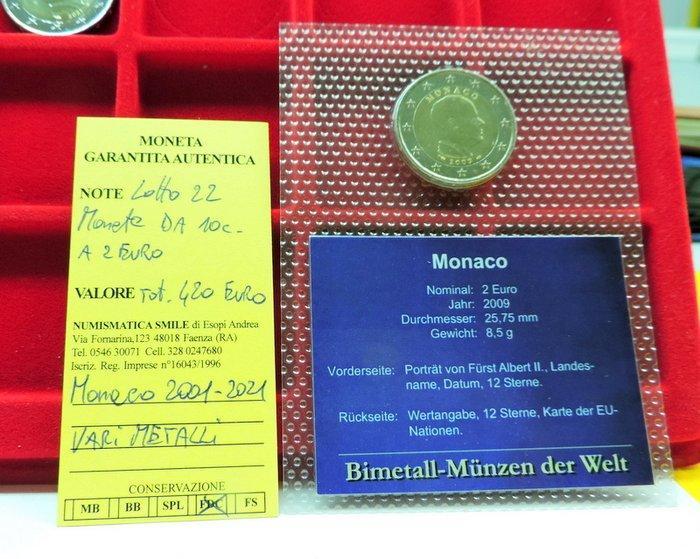 MONETA
GARANTITA AUTENTICA
NOTE Lotto 22
Monete DA 10 c.
A 2 EURO
VALORE Tot. 420 EURO
NUMISMATICA SMILE di Esopi Andrea
Via Fornarina,123 48018 Faenza (RA)
Tel. 0546 30071 Cell. 328 0247680
Iscriz. Reg. Imprese n°16043/1996
Monaco 2001-2021
VARI METALLI
CONSERVAZIONE
MB BB SPL FDC FS
MONACO
2009
Monaco
Nominal: 2 Euro
Jahr: 2009
Durchmesser: 25,75 mm
Gewicht: 8,5 g
Vorderseite: Porträt von Fürst Albert II., Landes-
name, Datum, 12 Sterne.
Rückseite: Wertangabe, 12 Sterne, Karte der EU-
Nationen.
Bimetall-Münzen der Welt